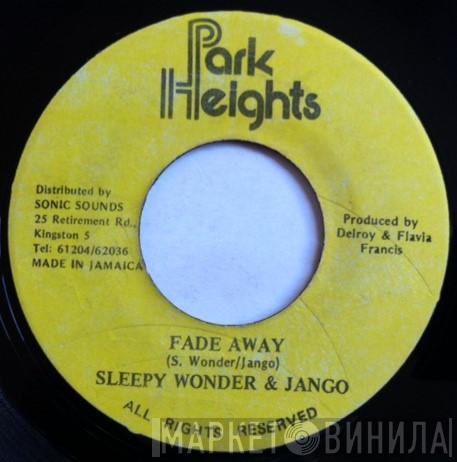 Park
Heights
Distributed by
SONIC SOUNDS
25 Retirement Rd.,
Kingston 5
Tel: 61204/62036
MADE IN JAMAICA
Produced by
Delroy & Flavia
Francis
FADE AWAY
(S. Wonder/Jango)
SLEEPY WONDER & JANGO
ALL RIGHTS RESERVED
МАРКЕТ ВИНИЛА